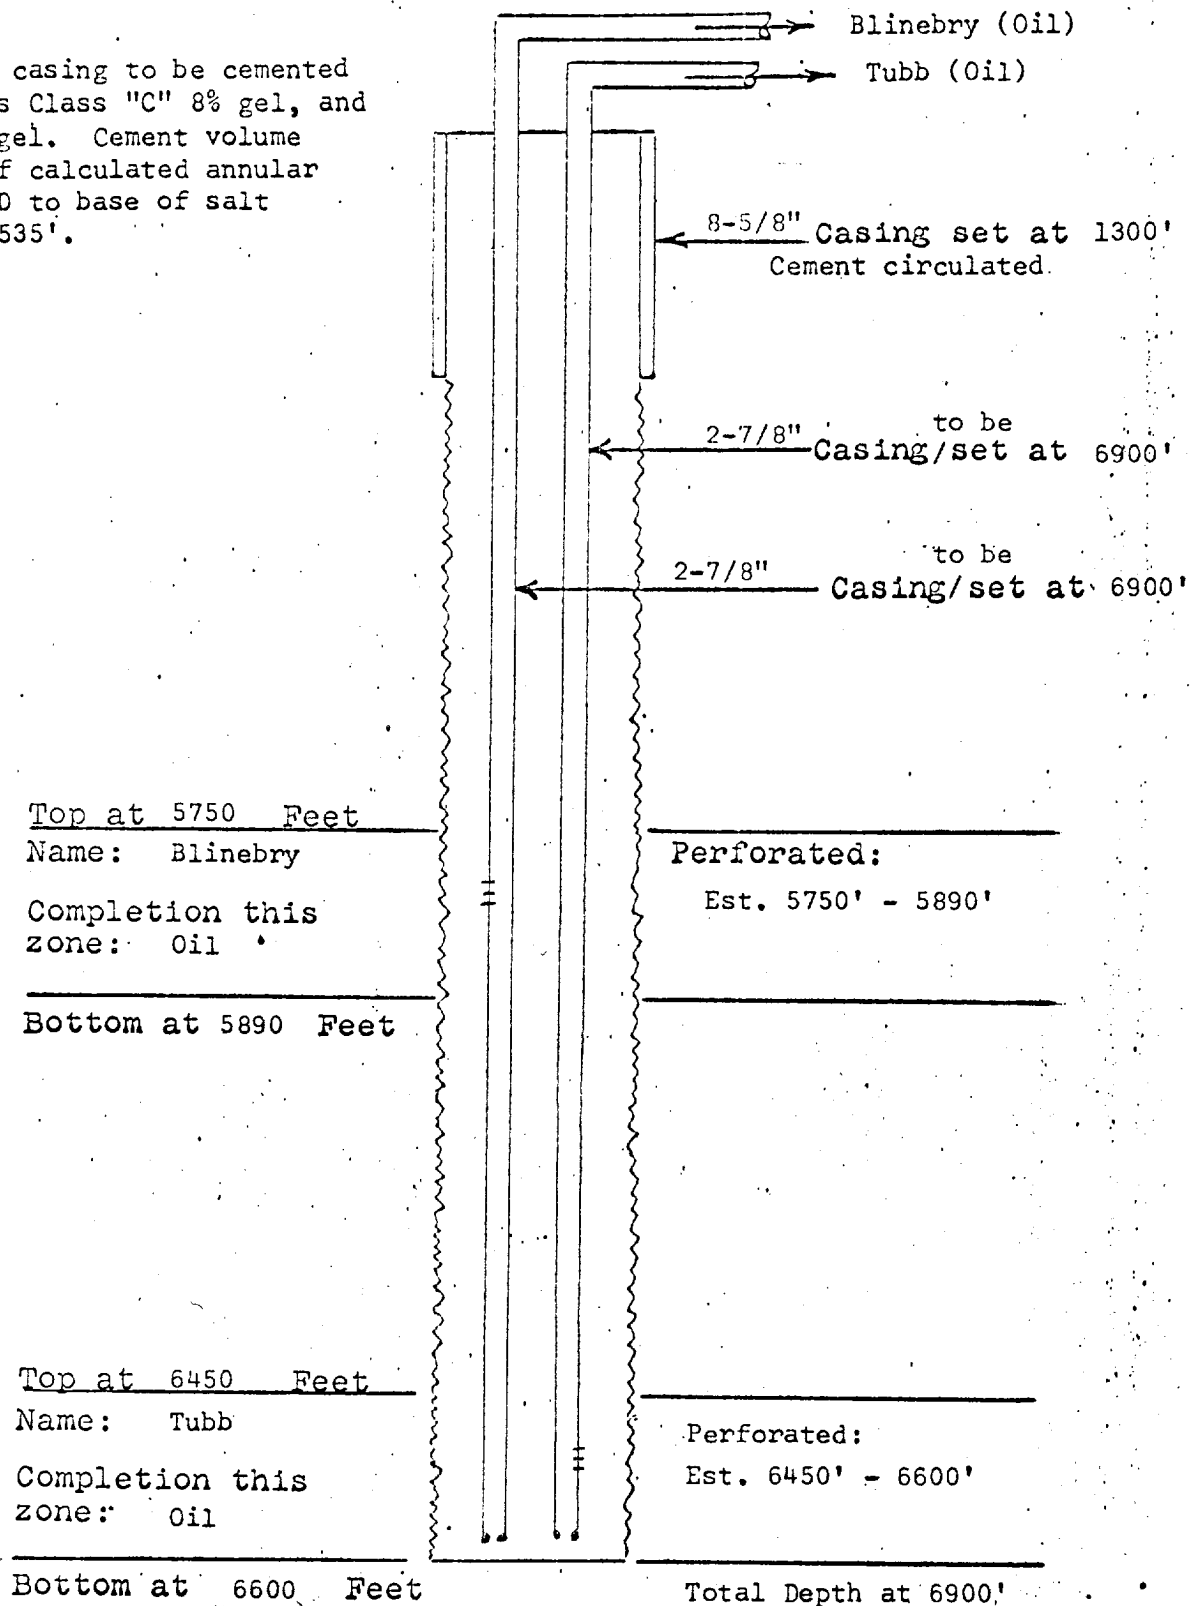 Blinebry (Oil)
Tubb (Oil)
casing to be cemented
s Class "C" 8% gel, and
gel. Cement volume
f calculated annular
to base of salt
535'.
8-5/8" Casing set at 1300'
Cement circulated.
to be
2-7/8" Casing/set at 6900'
to be
2-7/8" Casing/set at 6900'
Top at 5750 Feet
Name: Blinebry
Perforated:
Est. 5750' - 5890'
Completion this
zone: Oil
Bottom at 5890 Feet
Top at 6450 Feet
Name: Tubb
Perforated:
Est. 6450' - 6600'
Completion this
zone: Oil
Bottom at 6600 Feet
Total Depth at 6900'